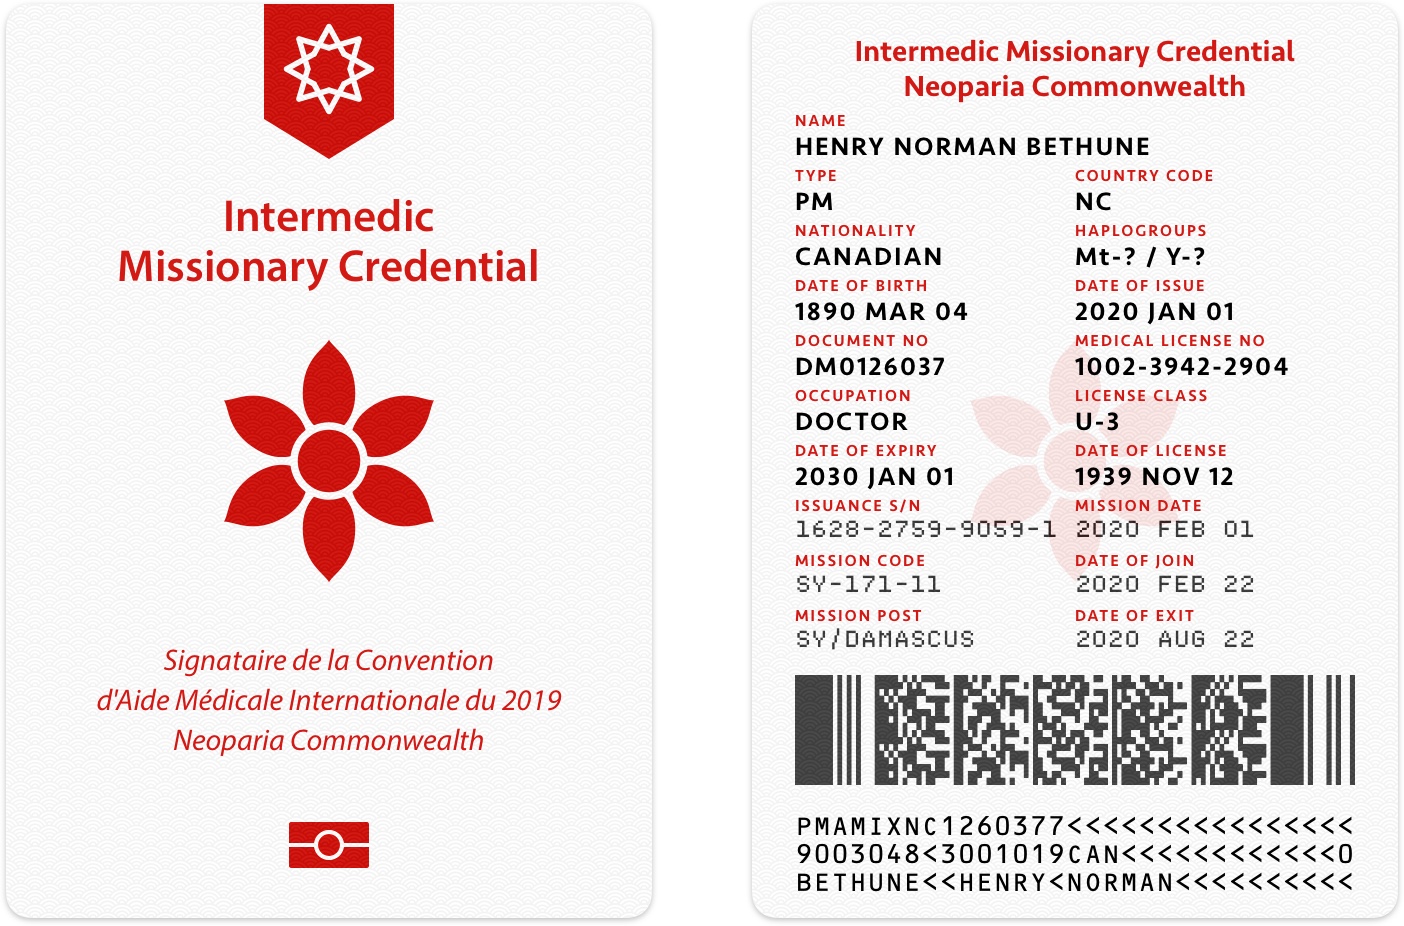 Intermedic
Missionary Credential
Signataire de la Convention
d'Aide Médicale Internationale du 2019
Neoparia Commonwealth
Intermedic Missionary Credential
Neoparia Commonwealth
NAME
HENRY NORMAN BETHUNE
TYPE COUNTRY CODE
PM NC
NATIONALITY HAPLOGROUPS
CANADIAN Mt-? / Y-?
DATE OF BIRTH DATE OF ISSUE
1890 MAR 04 2020 JAN 01
DOCUMENT NO MEDICAL LICENSE NO
DM0126037 1002-3942-2904
OCCUPATION LICENSE CLASS
DOCTOR U-3
DATE OF EXPIRY DATE OF LICENSE
2030 JAN 01 1939 NOV 12
ISSUANCE S/N MISSION DATE
1628-2759-9059-1 2020 FEB 01
MISSION CODE DATE OF JOIN
SY-171-11 2020 FEB 22
MISSION POST DATE OF EXIT
SY/DAMASCUS 2020 AUG 22
PMAMIXNC1260377<<<<<<<<<<<<<<<<
9003048<3001019CAN<<<<<<<<<<<<0
BETHUNE<<HENRY<NORMAN<<<<<<<<<<